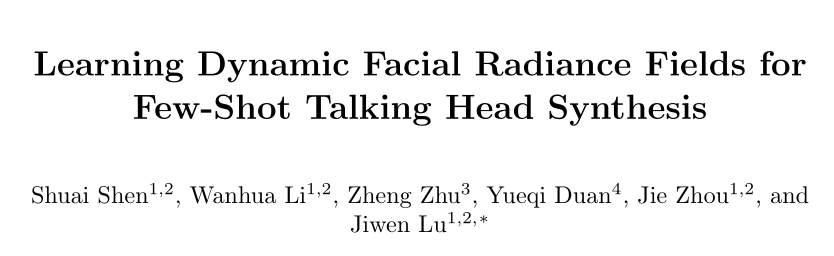 Learning Dynamic Facial Radiance Fields for
Few-Shot Talking Head Synthesis
Shuai Shen1,2, Wanhua Li1,2, Zheng Zhu3, Yueqi Duan4, Jie Zhou1,2, and
Jiwen Lu1,2,*